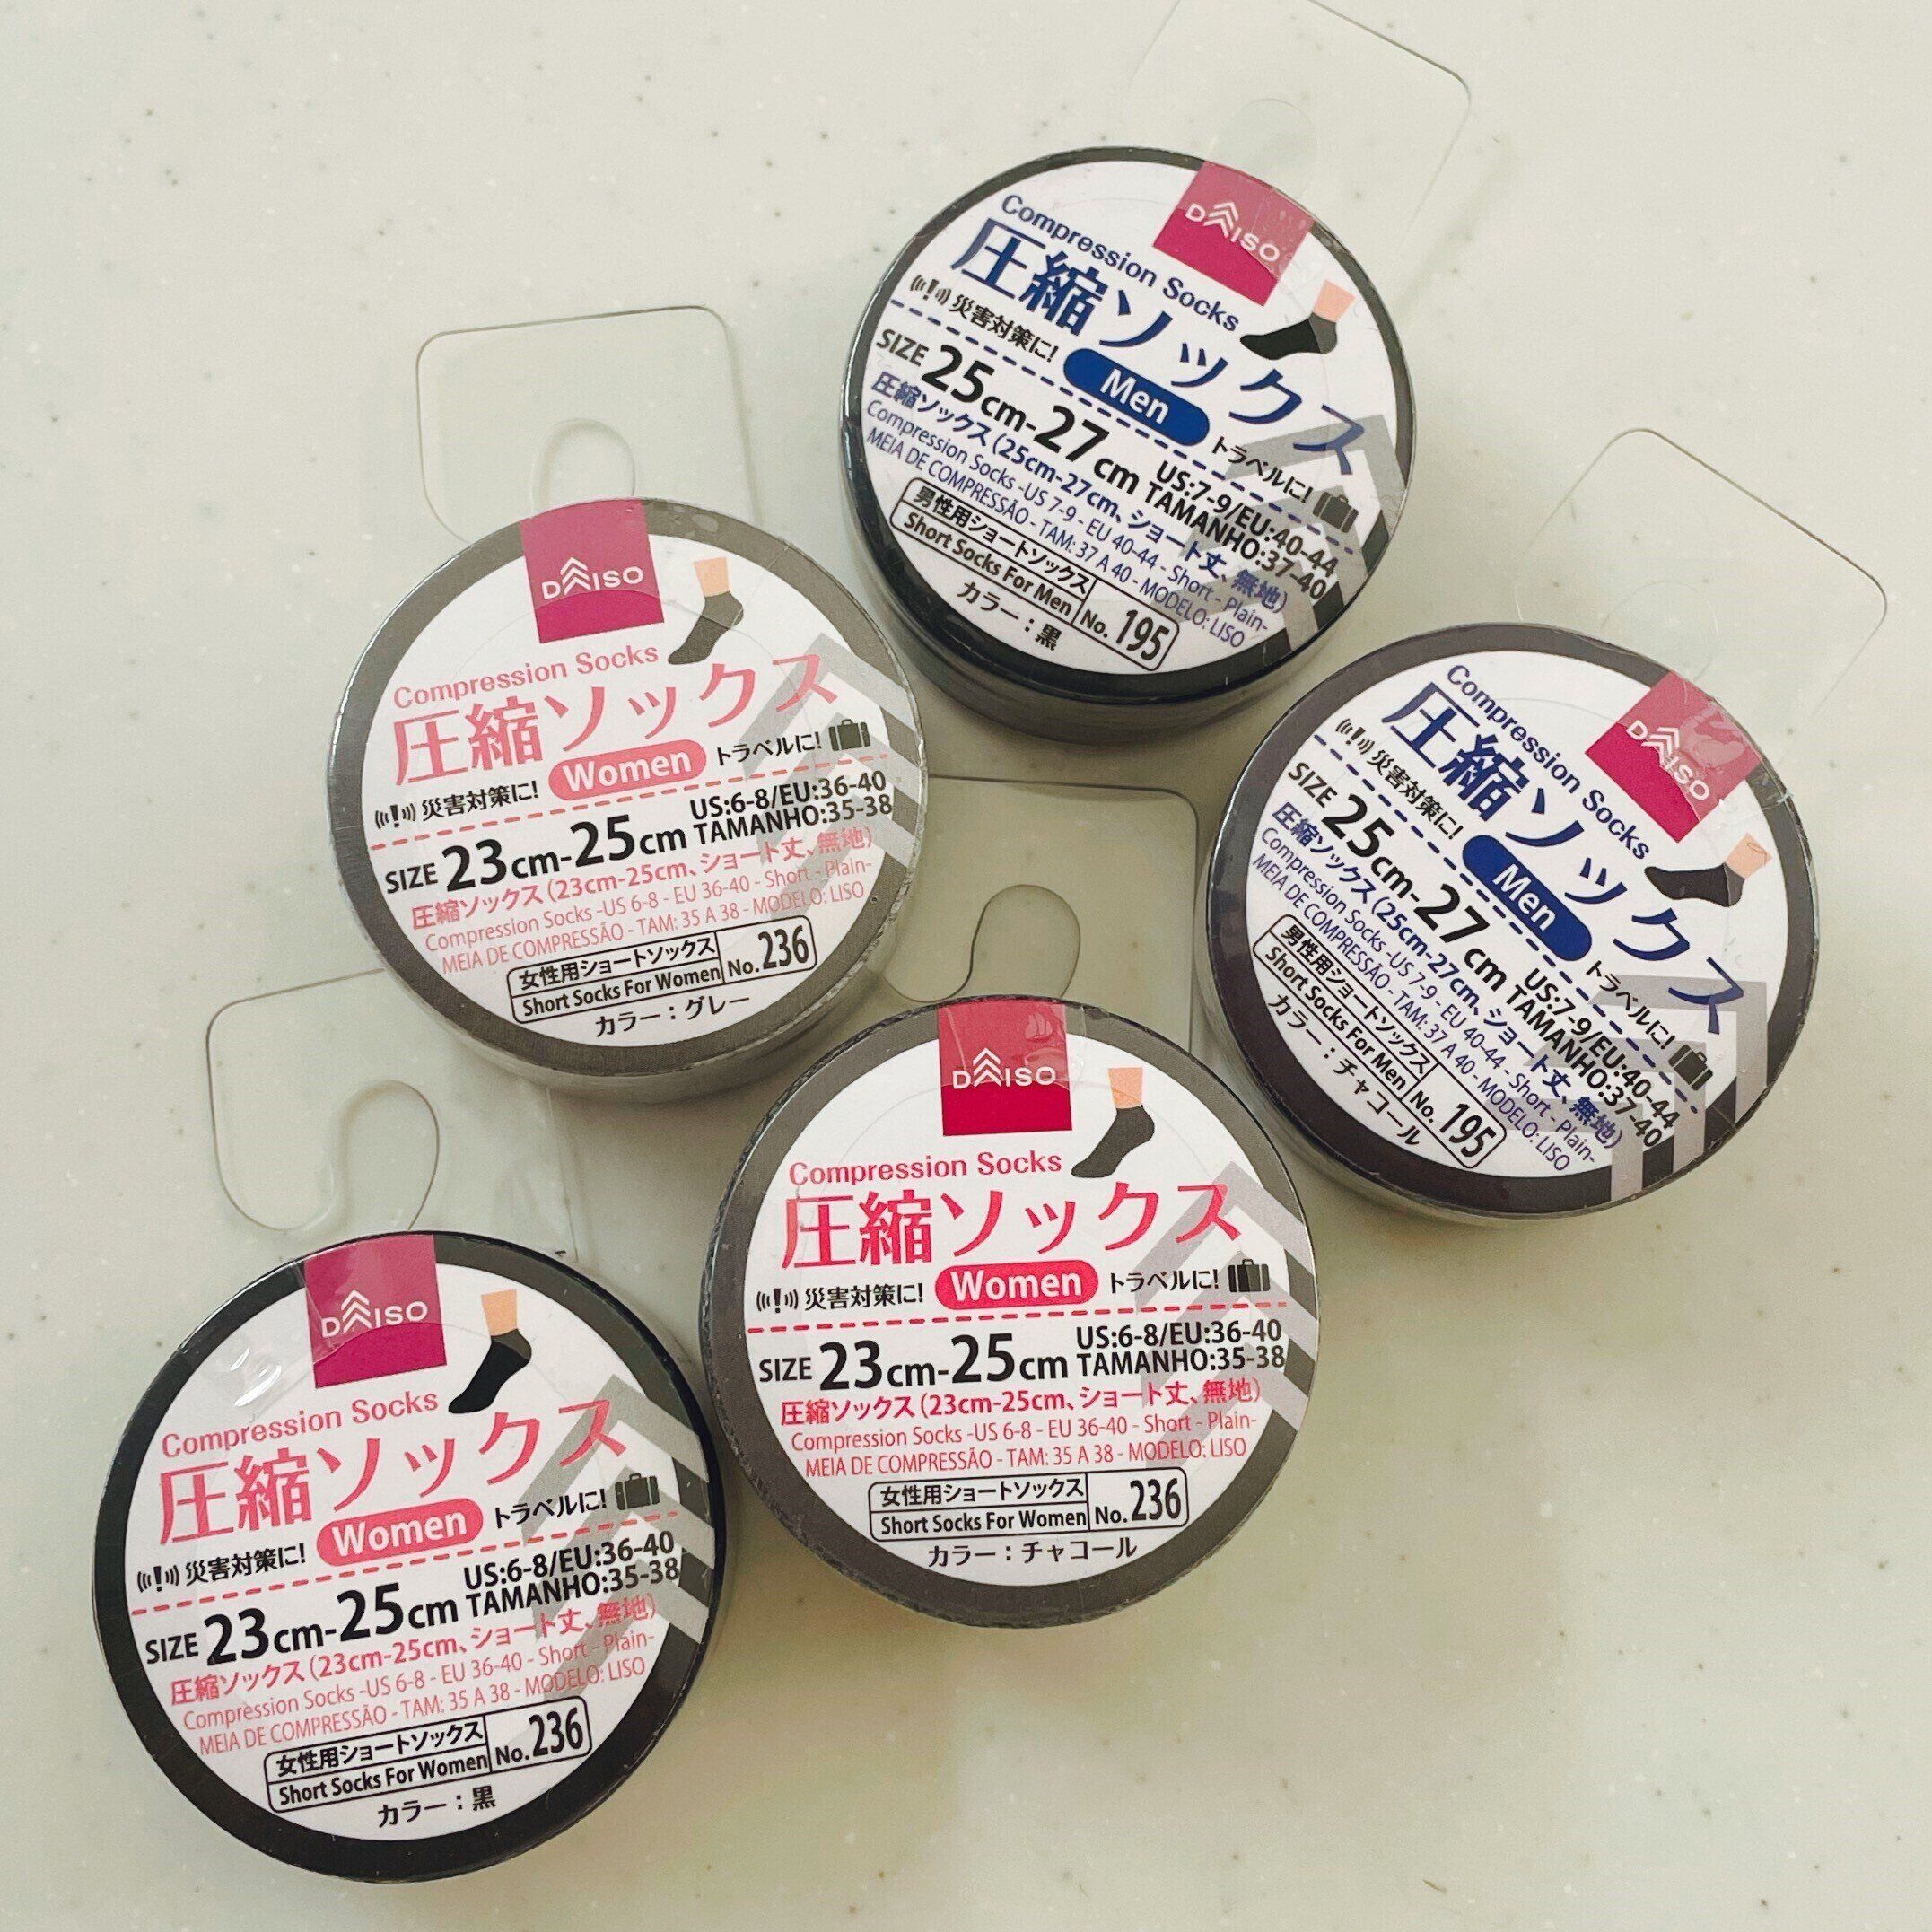 DAISO
Compression Socks
圧縮ソックス
災害対策に! Men トラベルに!
SIZE 25cm-27cm US:7-9/EU:40-44
TAMANHO:37-40
圧縮ソックス(25cm-27cm、ショート丈、無地)
Compression Socks -US 7-9 - EU 40-44 - Short - Plain-
MEIA DE COMPRESSÃO - TAM: 37 A 40 - MODELO: LISO
男性用ショートソックス
Short Socks For Men No. 195
カラー:黒
DAISO
Compression Socks
圧縮ソックス
災害対策に! Women トラベルに!
SIZE 23cm-25cm US:6-8/EU:36-40
TAMANHO:35-38
圧縮ソックス(23cm-25cm、ショート丈、無地)
Compression Socks -US 6-8 - EU 36-40 - Short - Plain-
MEIA DE COMPRESSÃO - TAM: 35 A 38 - MODELO: LISO
女性用ショートソックス
Short Socks For Women No. 236
カラー:グレー
DAISO
Compression Socks
圧縮ソックス
災害対策に! Men トラベルに!
SIZE 25cm-27cm US:7-9/EU:40-44
TAMANHO:37-40
圧縮ソックス(25cm-27cm、ショート丈、無地)
Compression Socks -US 7-9 - EU 40-44 - Short - Plain-
MEIA DE COMPRESSÃO - TAM: 37 A 40 - MODELO: LISO
男性用ショートソックス
Short Socks For Men No. 195
カラー:チャコール
DAISO
Compression Socks
圧縮ソックス
災害対策に! Women トラベルに!
SIZE 23cm-25cm US:6-8/EU:36-40
TAMANHO:35-38
圧縮ソックス(23cm-25cm、ショート丈、無地)
Compression Socks -US 6-8 - EU 36-40 - Short - Plain-
MEIA DE COMPRESSÃO - TAM: 35 A 38 - MODELO: LISO
女性用ショートソックス
Short Socks For Women No. 236
カラー:チャコール
DAISO
Compression Socks
圧縮ソックス
災害対策に! Women トラベルに!
SIZE 23cm-25cm US:6-8/EU:36-40
TAMANHO:35-38
圧縮ソックス(23cm-25cm、ショート丈、無地)
Compression Socks -US 6-8 - EU 36-40 - Short - Plain-
MEIA DE COMPRESSÃO - TAM: 35 A 38 - MODELO: LISO
女性用ショートソックス
Short Socks For Women No. 236
カラー:黒